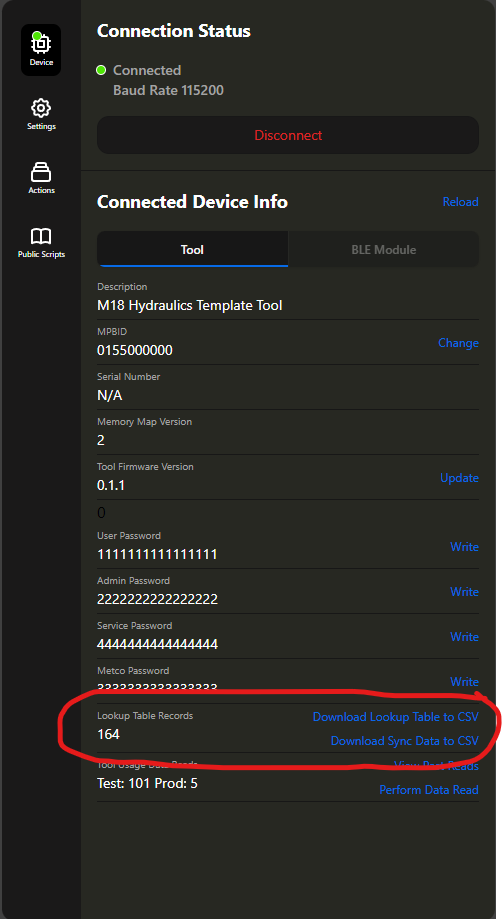 Connection Status
Device
Connected
Baud Rate 115200
Settings
Disconnect
Actions
Connected Device Info
Reload
Public Scripts
Tool
BLE Module
Description
M18 Hydraulics Template Tool
MPBID
0155000000
Change
Serial Number
N/A
Memory Map Version
2
Tool Firmware Version
0.1.1
Update
0
User Password
1111111111111111
Write
Admin Password
2222222222222222
Write
Service Password
4444444444444444
Write
Metco Password
3333333333333333
Write
Lookup Table Records
164
Download Lookup Table to CSV
Download Sync Data to CSV
Tool Usage Data Reads
Test: 101 Prod: 5
View Past Reads
Perform Data Read